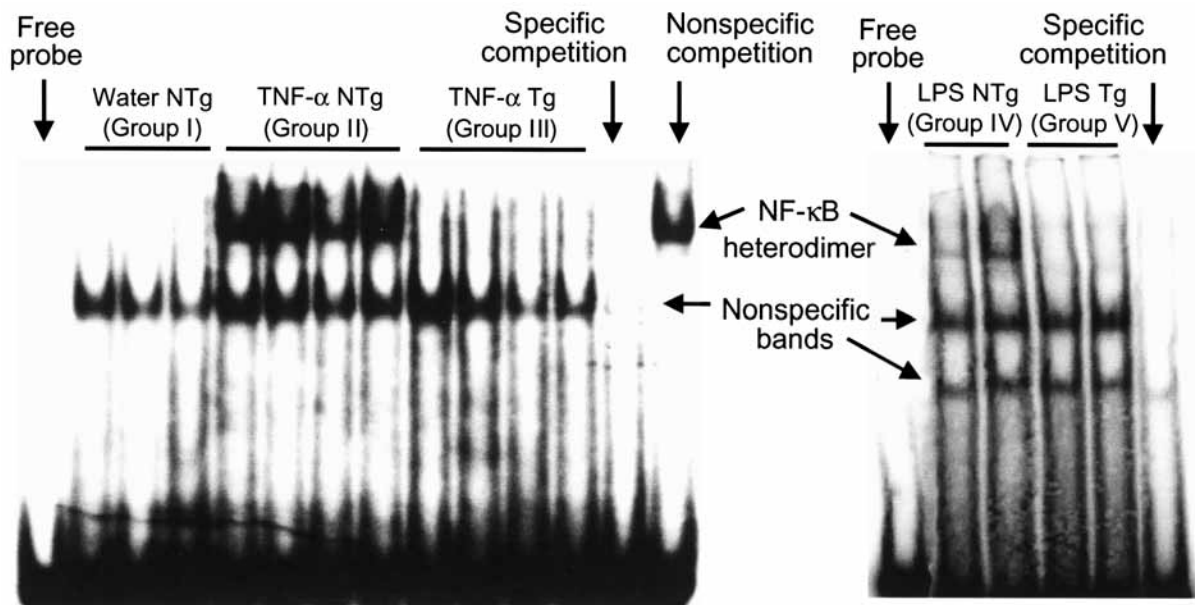 Free
probe
Water NTg
(Group I)
TNF-α NTg
(Group II)
TNF-α Tg
(Group III)
Specific
competition
Nonspecific
competition
NF-κB
heterodimer
Nonspecific
bands
Free
probe
LPS NTg
(Group IV)
LPS Tg
(Group V)
Specific
competition